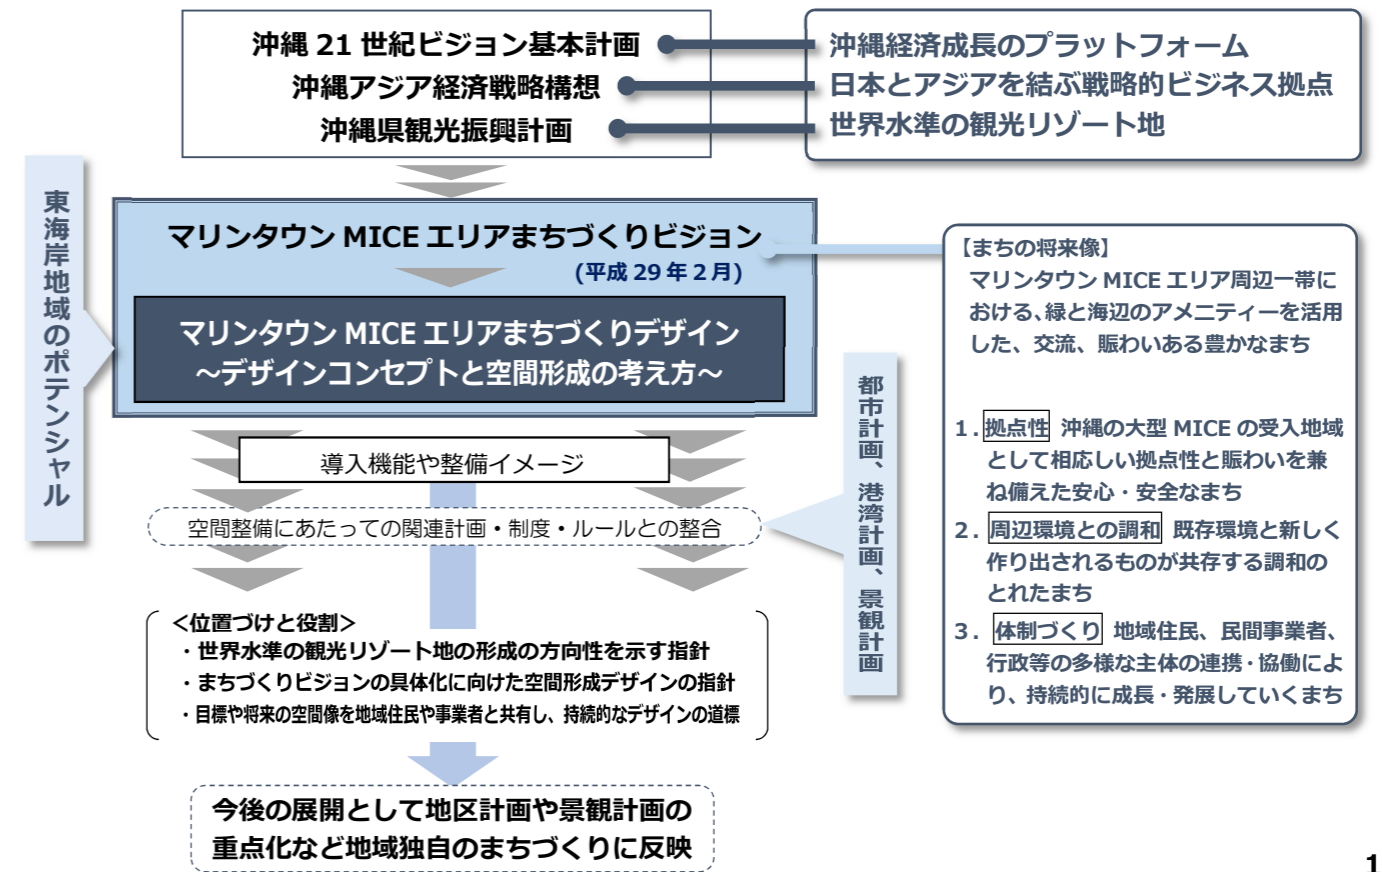 沖縄 21 世紀ビジョン基本計画
沖縄アジア経済戦略構想
沖縄県観光振興計画
沖縄経済成長のプラットフォーム
日本とアジアを結ぶ戦略的ビジネス拠点
世界水準の観光リゾート地
東海岸地域のポテンシャル
マリンタウン MICE エリアまちづくりビジョン
(平成 29 年 2 月)
マリンタウン MICE エリアまちづくりデザイン
～デザインコンセプトと空間形成の考え方～
【まちの将来像】
マリンタウン MICE エリア周辺一帯に
おける、緑と海辺のアメニティーを活用
した、交流、賑わいある豊かなまち
1. 拠点性 沖縄の大型 MICE の受入地域
として相応しい拠点性と賑わいを兼
ね備えた安心・安全なまち
2. 周辺環境との調和 既存環境と新しく
作り出されるものが共存する調和の
とれたまち
3. 体制づくり 地域住民、民間事業者、
行政等の多様な主体の連携・協働によ
り、持続的に成長・発展していくまち
都市計画、港湾計画、景観計画
導入機能や整備イメージ
空間整備にあたっての関連計画・制度・ルールとの整合
＜位置づけと役割＞
・世界水準の観光リゾート地の形成の方向性を示す指針
・まちづくりビジョンの具体化に向けた空間形成デザインの指針
・目標や将来の空間像を地域住民や事業者と共有し、持続的なデザインの道標
今後の展開として地区計画や景観計画の
重点化など地域独自のまちづくりに反映
1